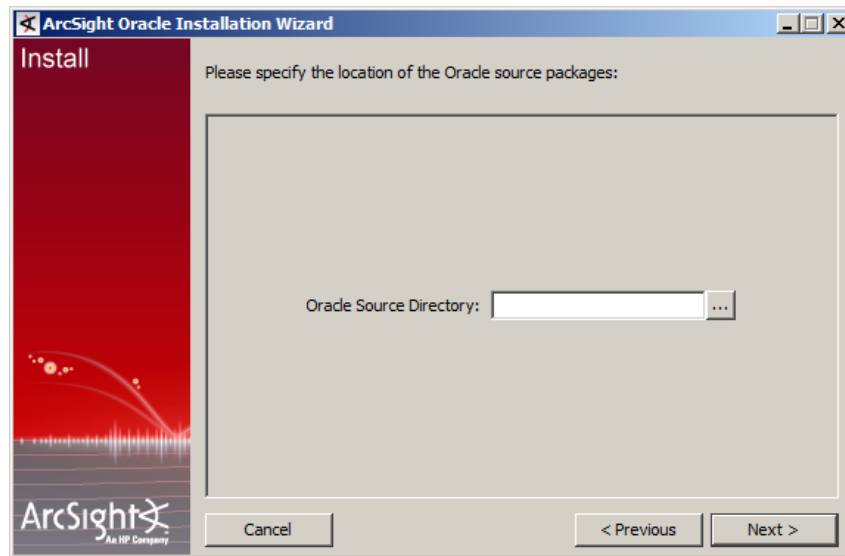 ArcSight Oracle Installation Wizard
Install
Please specify the location of the Oracle source packages:
Oracle Source Directory:
...
ArcSight
An HP Company
Cancel
< Previous
Next >